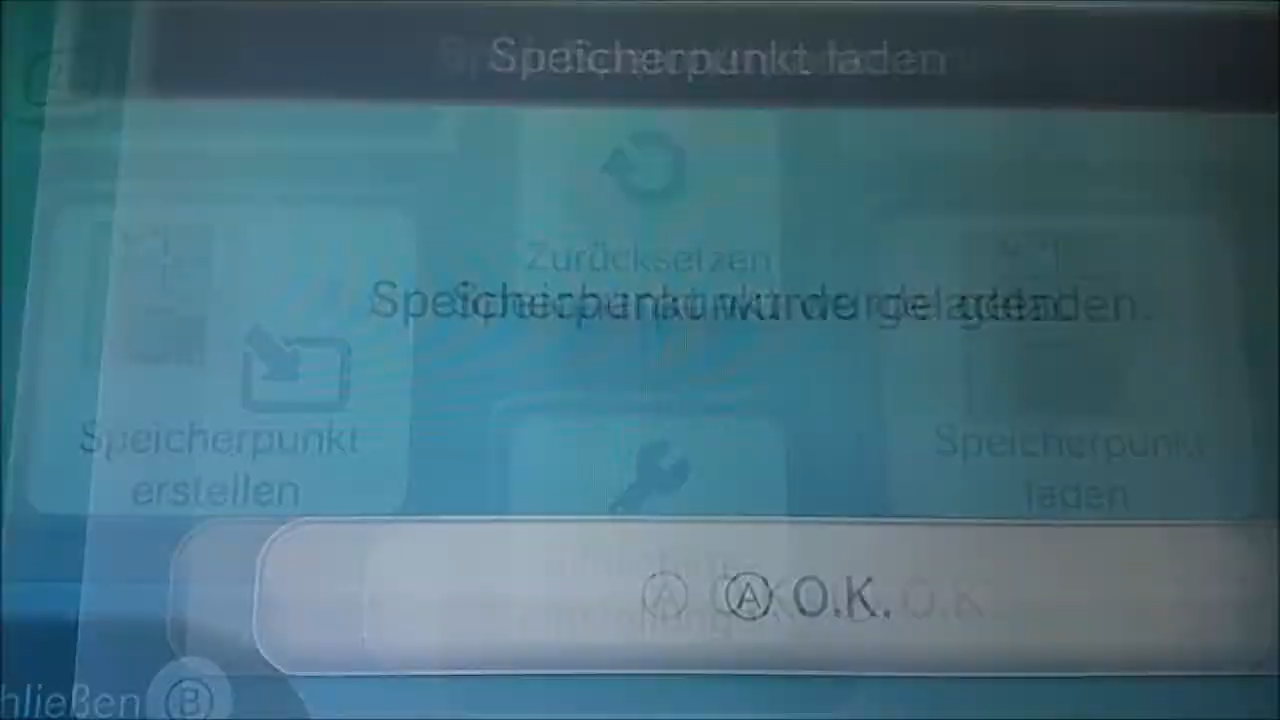 Speicherpunkt laden
Zurücksetzen
Speicherpunkt wurde geladen.
Speicherpunkt
erstellen
Speicherpunkt
laden
Ⓐ O.K.
hließen Ⓑ